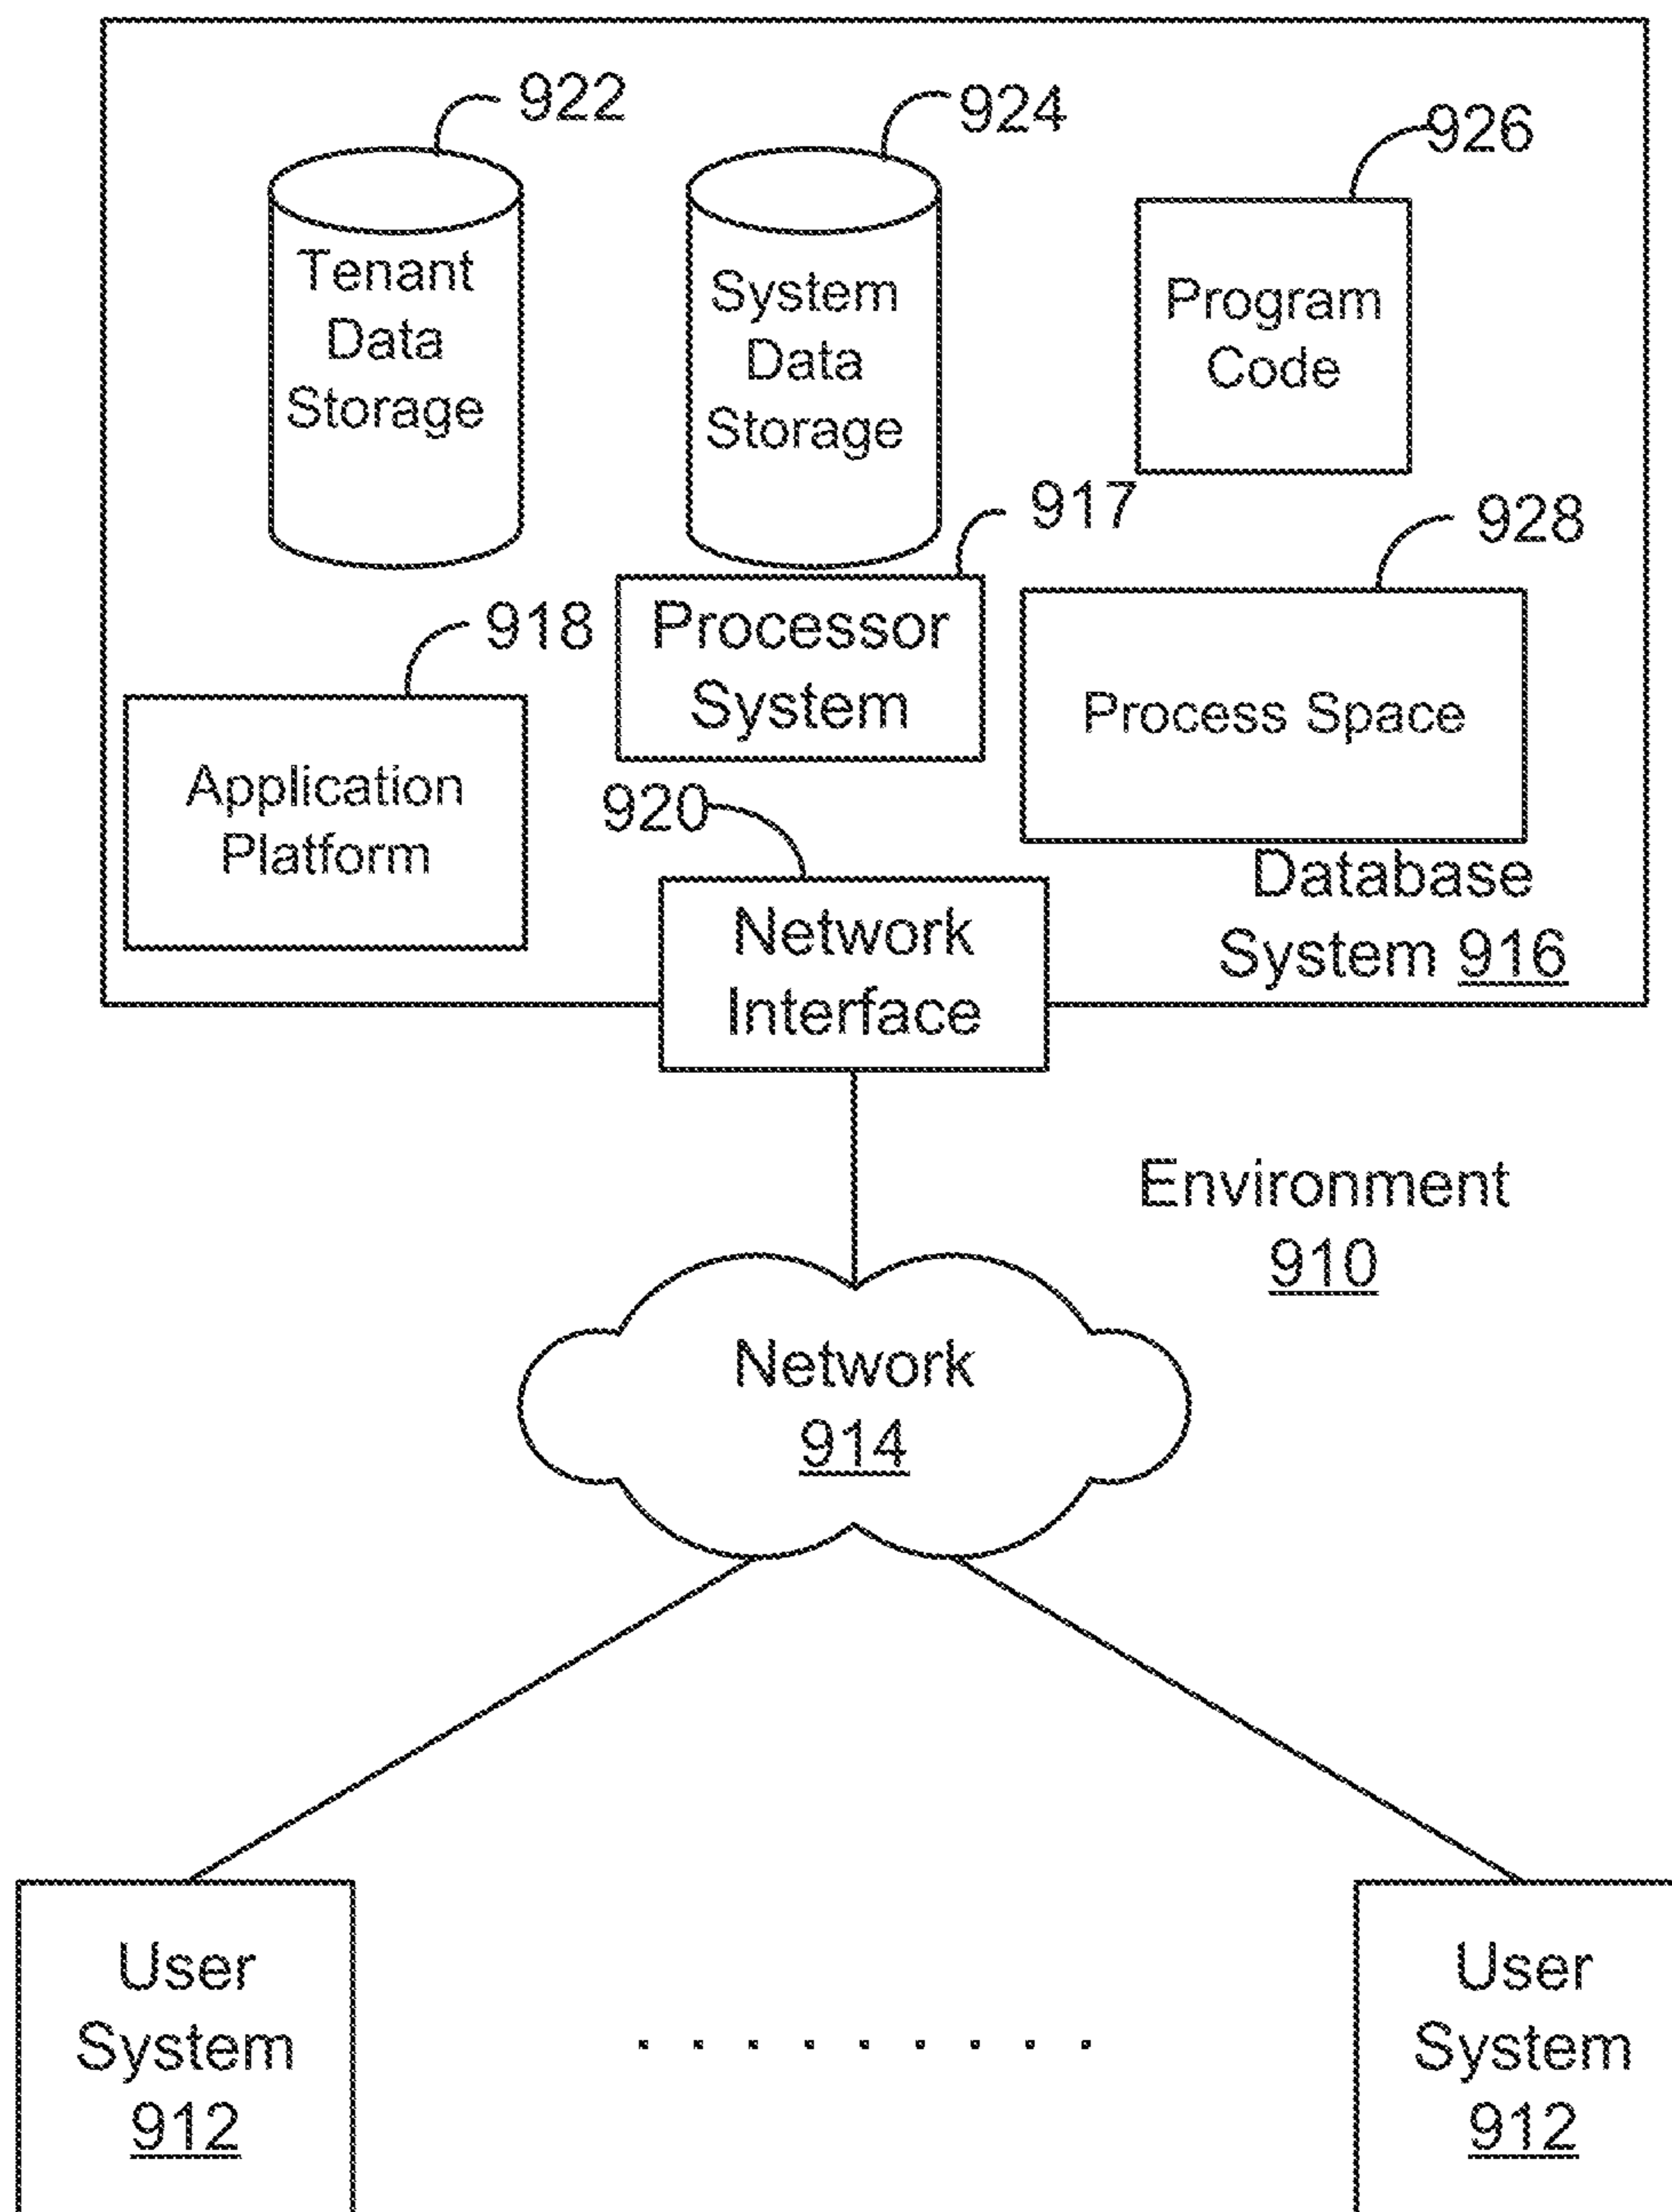 922
924
926
Tenant
Data
Storage
System
Data
Storage
Program
Code
917
928
918
Processor
System
Process Space
Application
Platform
920
Database
System 916
Network
Interface
Environment
910
Network
914
User
System
912
. . . . . . . . .
User
System
912